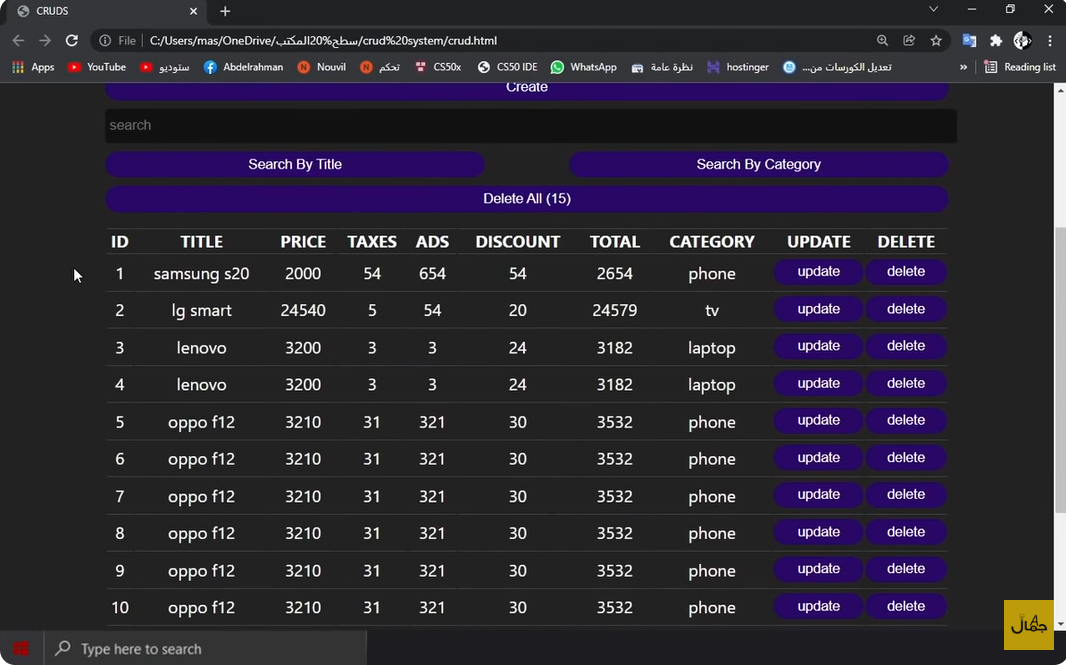 CRUDS
File C:/Users/mas/OneDrive/سطح%20المكتب/crud%20system/crud.html
Apps YouTube ستوديو Abdelrahman Nouvil تحكم CS50x CS50 IDE WhatsApp نظرة عامة hostinger تعديل الكورسات من... » Reading list
Create
search
Search By Title Search By Category
Delete All (15)
ID TITLE PRICE TAXES ADS DISCOUNT TOTAL CATEGORY UPDATE DELETE
1 samsung s20 2000 54 654 54 2654 phone update delete
2 lg smart 24540 5 54 20 24579 tv update delete
3 lenovo 3200 3 3 24 3182 laptop update delete
4 lenovo 3200 3 3 24 3182 laptop update delete
5 oppo f12 3210 31 321 30 3532 phone update delete
6 oppo f12 3210 31 321 30 3532 phone update delete
7 oppo f12 3210 31 321 30 3532 phone update delete
8 oppo f12 3210 31 321 30 3532 phone update delete
9 oppo f12 3210 31 321 30 3532 phone update delete
10 oppo f12 3210 31 321 30 3532 phone update delete
جمال
Type here to search